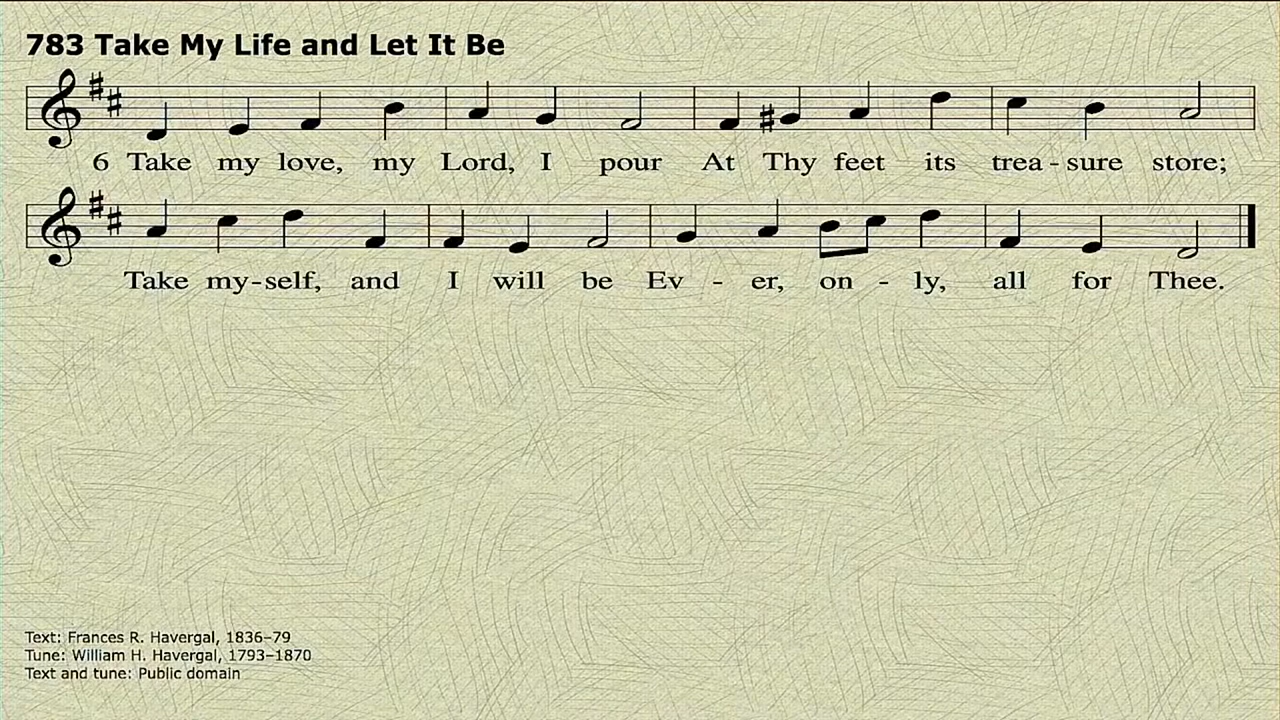 783 Take My Life and Let It Be
6 Take my love, my Lord, I pour At Thy feet its trea - sure store;
Take my-self, and I will be Ev - er, on - ly, all for Thee.
Text: Frances R. Havergal, 1836–79
Tune: William H. Havergal, 1793–1870
Text and tune: Public domain